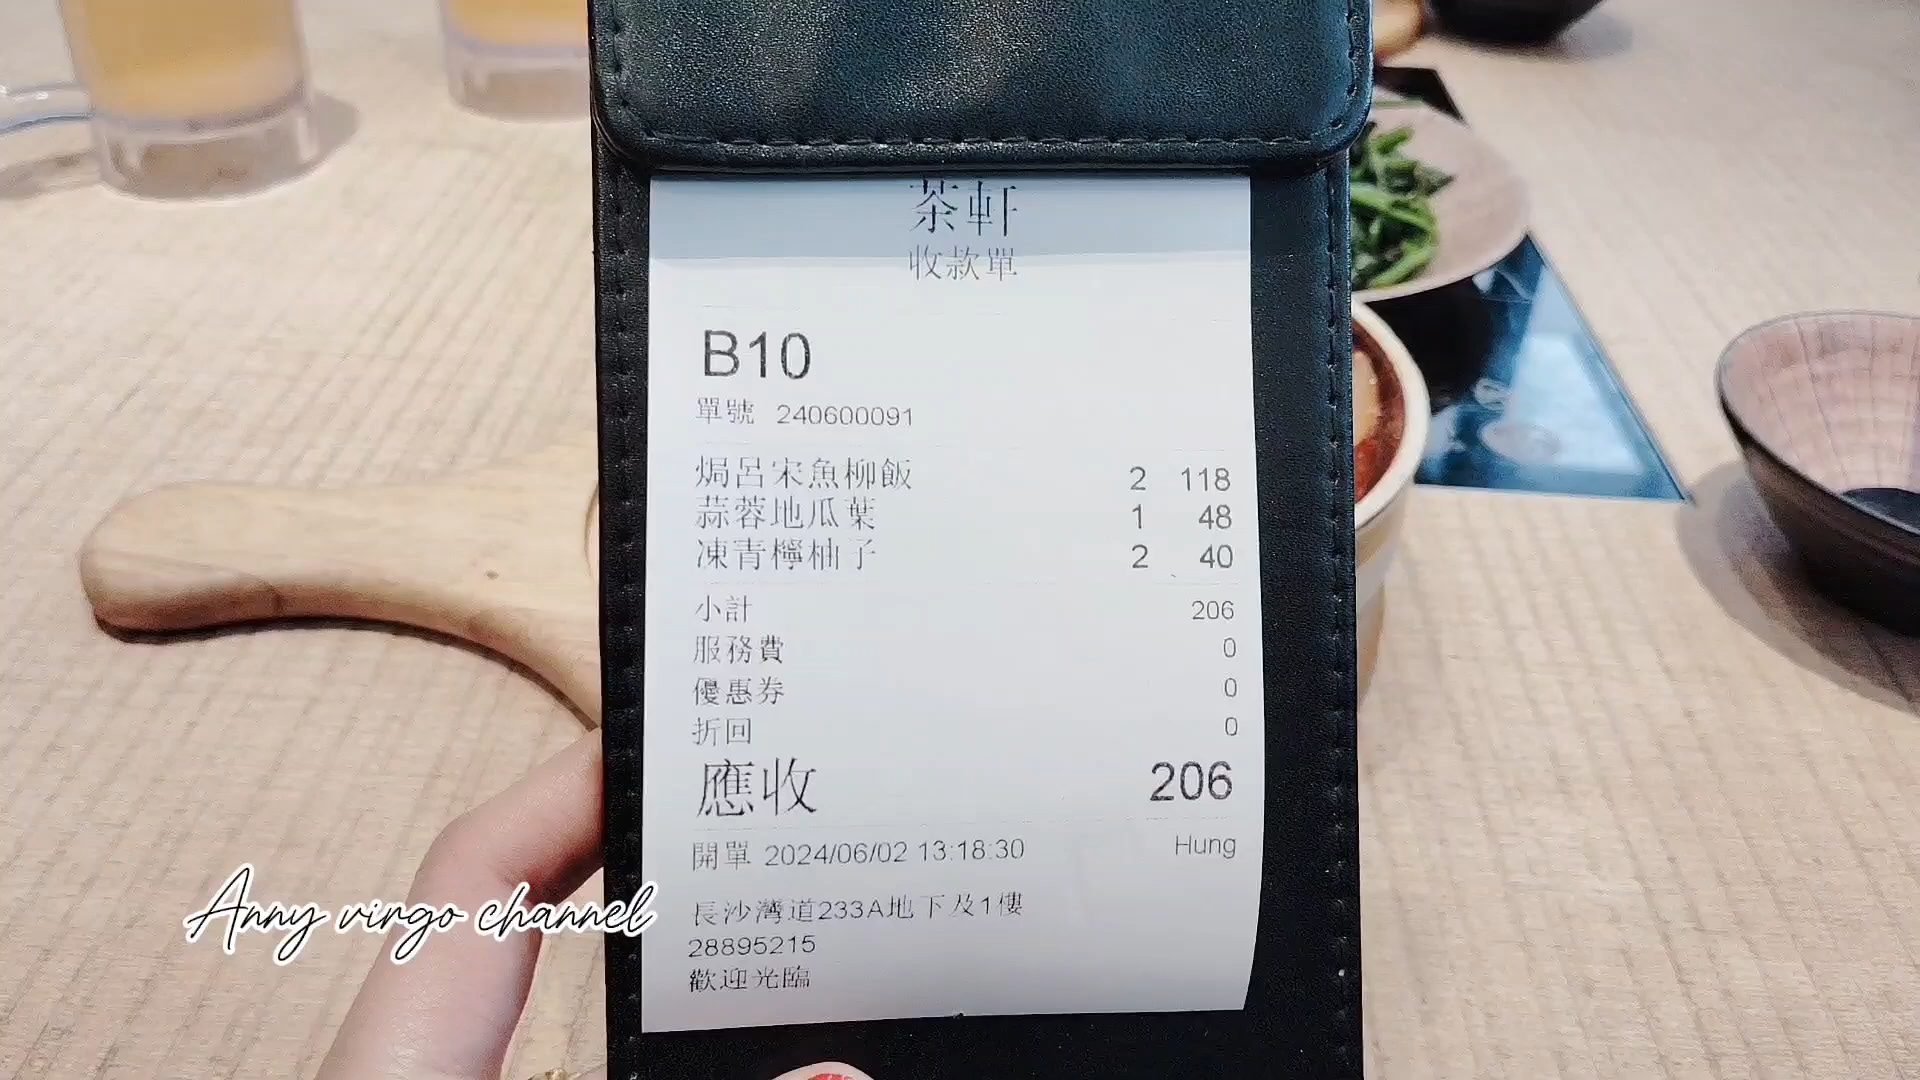 茶軒
收款單
B10
單號 240600091
焗呂宋魚柳飯 2 118
蒜蓉地瓜葉 1 48
凍青檸柚子 2 40
小計 206
服務費 0
優惠券 0
折回 0
應收 206
開單 2024/06/02 13:18:30 Hung
長沙灣道233A地下及1樓
28895215
歡迎光臨
Anny virgo channel